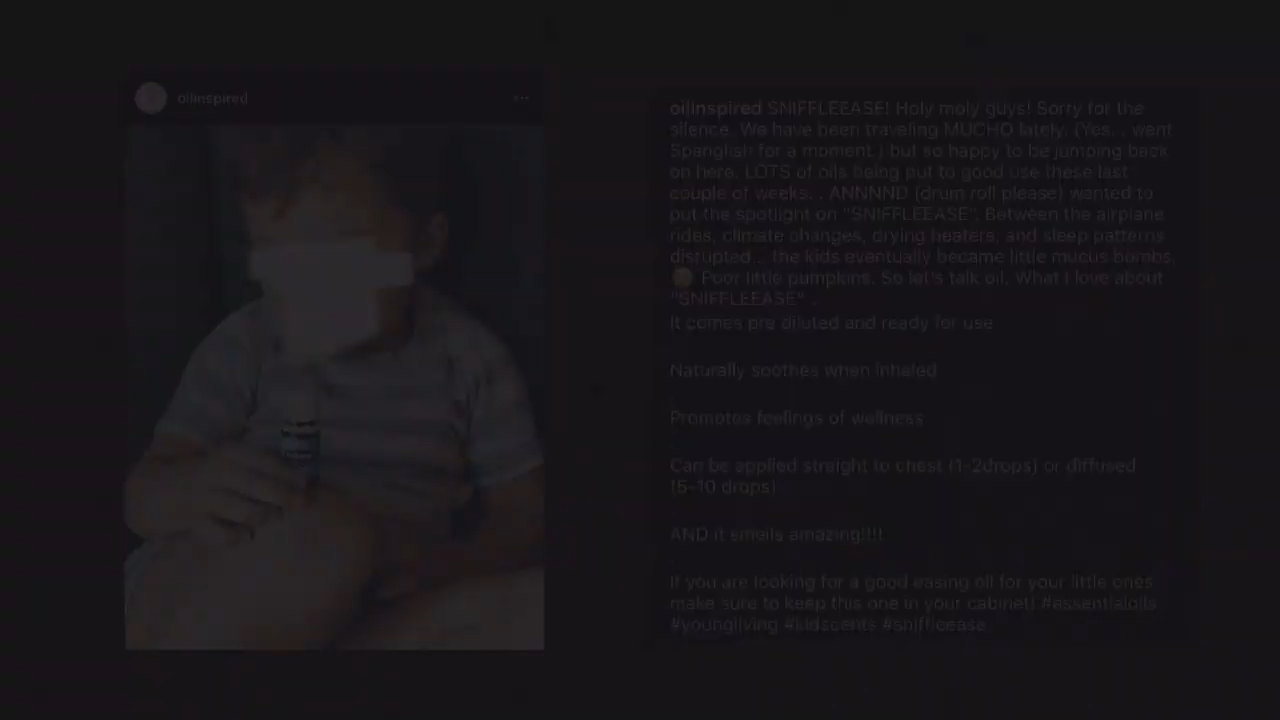 oilinspired
oilinspired SNIFFLEEASE! Holy moly guys! Sorry for the
silence. We have been traveling MUCHO lately. (Yes. . went
Spanglish for a moment.) but so happy to be jumping back
on here. LOTS of oils being put to good use these last
couple of weeks. . ANNNND (drum roll please) wanted to
put the spotlight on "SNIFFLEEASE". Between the airplane
rides, climate changes, drying heaters, and sleep patterns
disrupted... the kids eventually became little mucus bombs.
Poor little pumpkins. So let's talk oil. What I love about
"SNIFFLEEASE" .
It comes pre diluted and ready for use
Naturally soothes when inhaled
Promotes feelings of wellness
Can be applied straight to chest (1-2drops) or diffused
(5-10 drops)
AND it smells amazing!!!!
If you are looking for a good easing oil for your little ones
make sure to keep this one in your cabinet! #essentialoils
#youngliving #kidscents #sniffleease